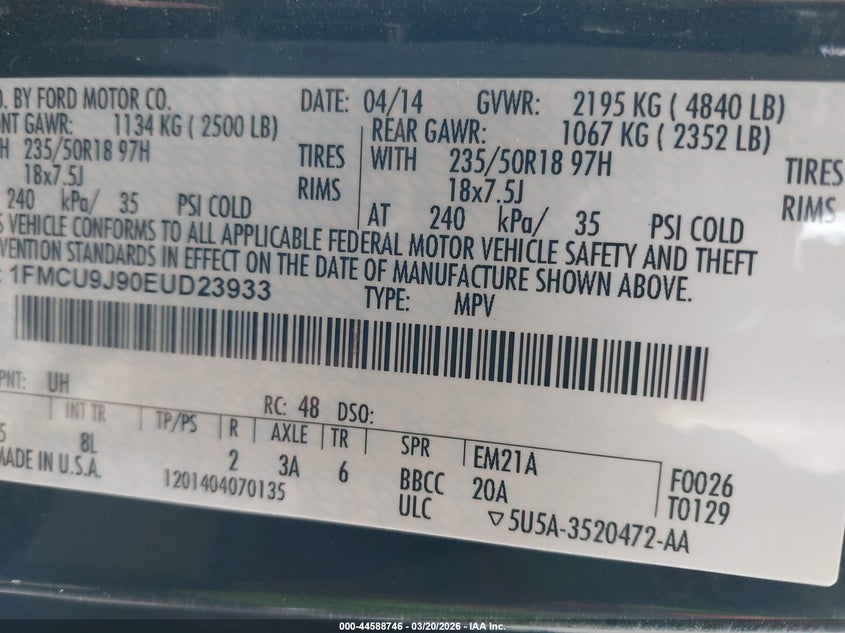 O. BY FORD MOTOR CO. DATE: 04/14 GVWR: 2195 KG ( 4840 LB)
NT GAWR: 1134 KG ( 2500 LB) REAR GAWR: 1067 KG ( 2352 LB)
H 235/50R18 97H TIRES WITH 235/50R18 97H TIRES
18x7.5J RIMS 18x7.5J RIMS
240 kPa/ 35 PSI COLD AT 240 kPa/ 35 PSI COLD
S VEHICLE CONFORMS TO ALL APPLICABLE FEDERAL MOTOR VEHICLE SAFETY AND THEFT
VENTION STANDARDS IN EFFECT ON THE DATE OF MANUFACTURE SHOWN ABOVE.
: 1FMCU9J90EUD23933 TYPE: MPV
PNT: UH RC: 48 DSO:
INT TR TP/PS R AXLE TR SPR EM21A F0026
5 8L 2 3A 6 BBCC 20A T0129
MADE IN U.S.A. 1201404070135 ULC ▽5U5A-3520472-AA
000-44588746 - 03/20/2026 - IAA Inc.